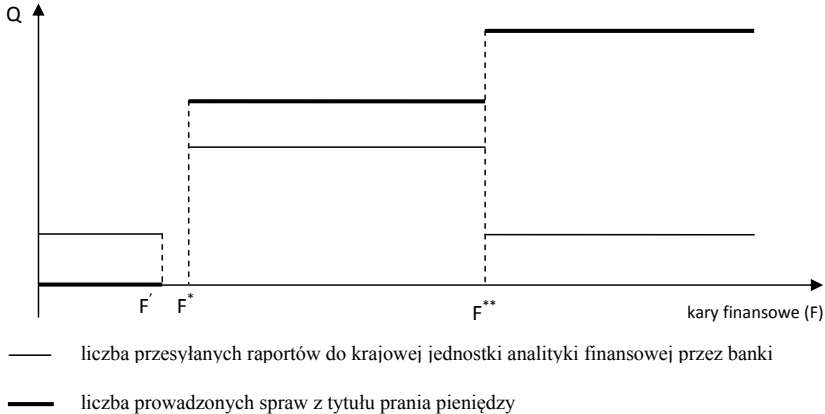 Q
F′ F* F** kary finansowe (F)
liczba przesyłanych raportów do krajowej jednostki analityki finansowej przez banki
liczba prowadzonych spraw z tytułu prania pieniędzy